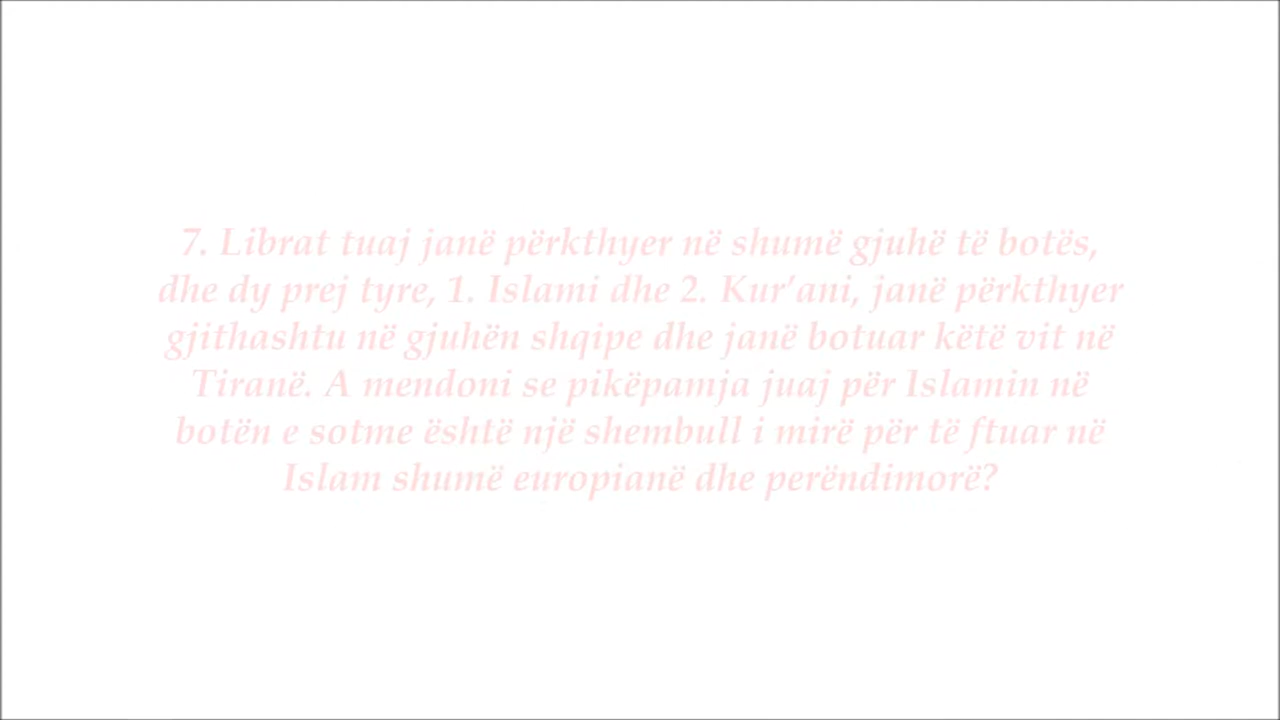 7. Librat tuaj janë përkthyer në shumë gjuhë të botës,
dhe dy prej tyre, 1. Islami dhe 2. Kur’ani, janë përkthyer
gjithashtu në gjuhën shqipe dhe janë botuar këtë vit në
Tiranë. A mendoni se pikëpamja juaj për Islamin në
botën e sotme është një shembull i mirë për të ftuar në
Islam shumë europianë dhe perëndimorë?